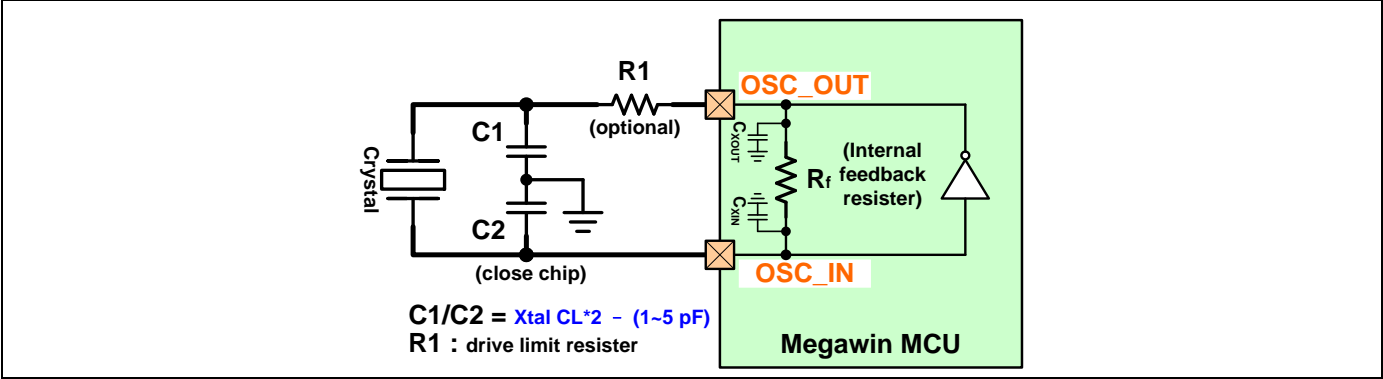 R1
(optional)
OSC_OUT
C1
CXOUT
Crystal
(Internal
Rf feedback
resister)
CXIN
C2
(close chip)
OSC_IN
C1/C2 = Xtal CL*2 － (1~5 pF)
R1 : drive limit resister
Megawin MCU